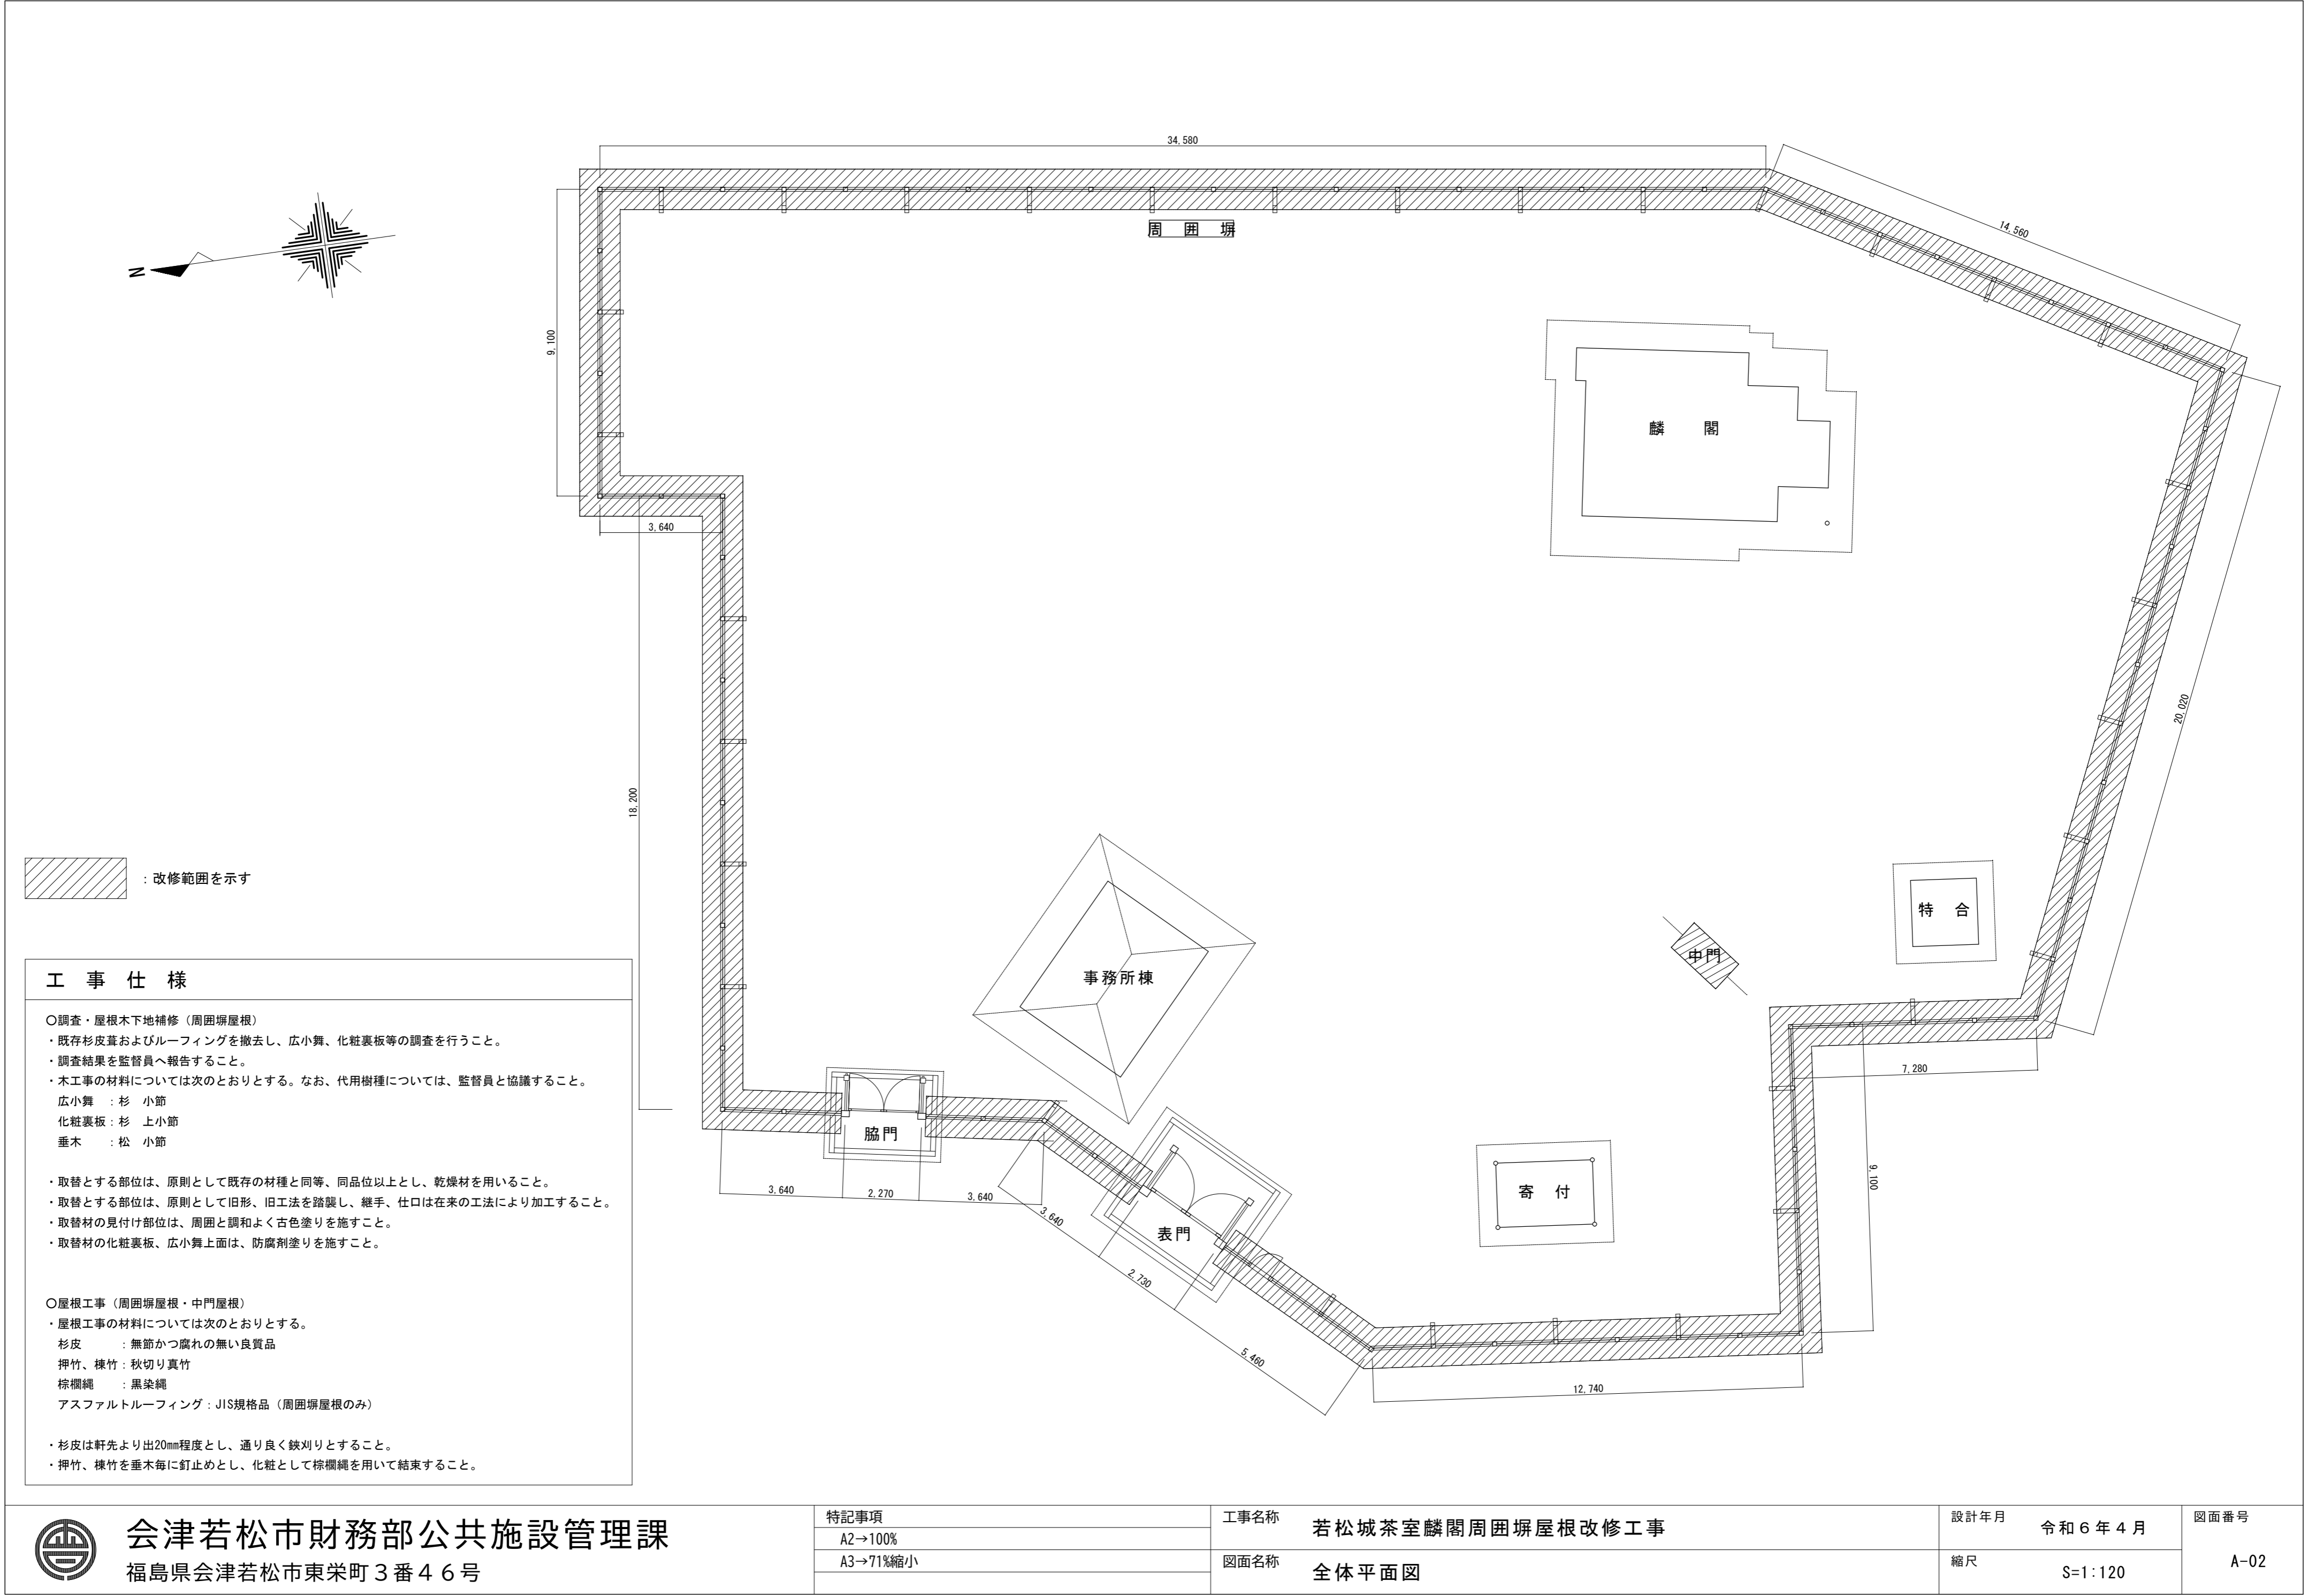 34,580
14,560
周 囲 塀
N
9,100
麟 閣
3,640
20,020
18,200
：改修範囲を示す
特 合
中門
事務所棟
7,280
脇門
寄 付
9,100
表門
3,640
2,270
3,640
3,640
2,730
5,460
12,740
工 事 仕 様
〇調査・屋根木下地補修（周囲塀屋根）
・既存杉皮葺およびルーフィングを撤去し、広小舞、化粧裏板等の調査を行うこと。
・調査結果を監督員へ報告すること。
・木工事の材料については次のとおりとする。なお、代用樹種については、監督員と協議すること。
広小舞 ：杉 小節
化粧裏板：杉 上小節
垂木 ：松 小節
・取替とする部位は、原則として既存の材種と同等、同品位以上とし、乾燥材を用いること。
・取替とする部位は、原則として旧形、旧工法を踏襲し、継手、仕口は在来の工法により加工すること。
・取替材の見付け部位は、周囲と調和よく古色塗りを施すこと。
・取替材の化粧裏板、広小舞上面は、防腐剤塗りを施すこと。
〇屋根工事（周囲塀屋根・中門屋根）
・屋根工事の材料については次のとおりとする。
杉皮 ：無節かつ腐れの無い良質品
押竹、棟竹：秋切り真竹
棕櫚縄 ：黒染縄
アスファルトルーフィング：JIS規格品（周囲塀屋根のみ）
・杉皮は軒先より出20㎜程度とし、通り良く鋏刈りとすること。
・押竹、棟竹を垂木毎に釘止めとし、化粧として棕櫚縄を用いて結束すること。
会津若松市財務部公共施設管理課
福島県会津若松市東栄町３番４６号
特記事項
A2→100%
A3→71%縮小
工事名称 若松城茶室麟閣周囲塀屋根改修工事
図面名称 全体平面図
設計年月 令和６年４月
縮尺 S=1:120
図面番号
A-02